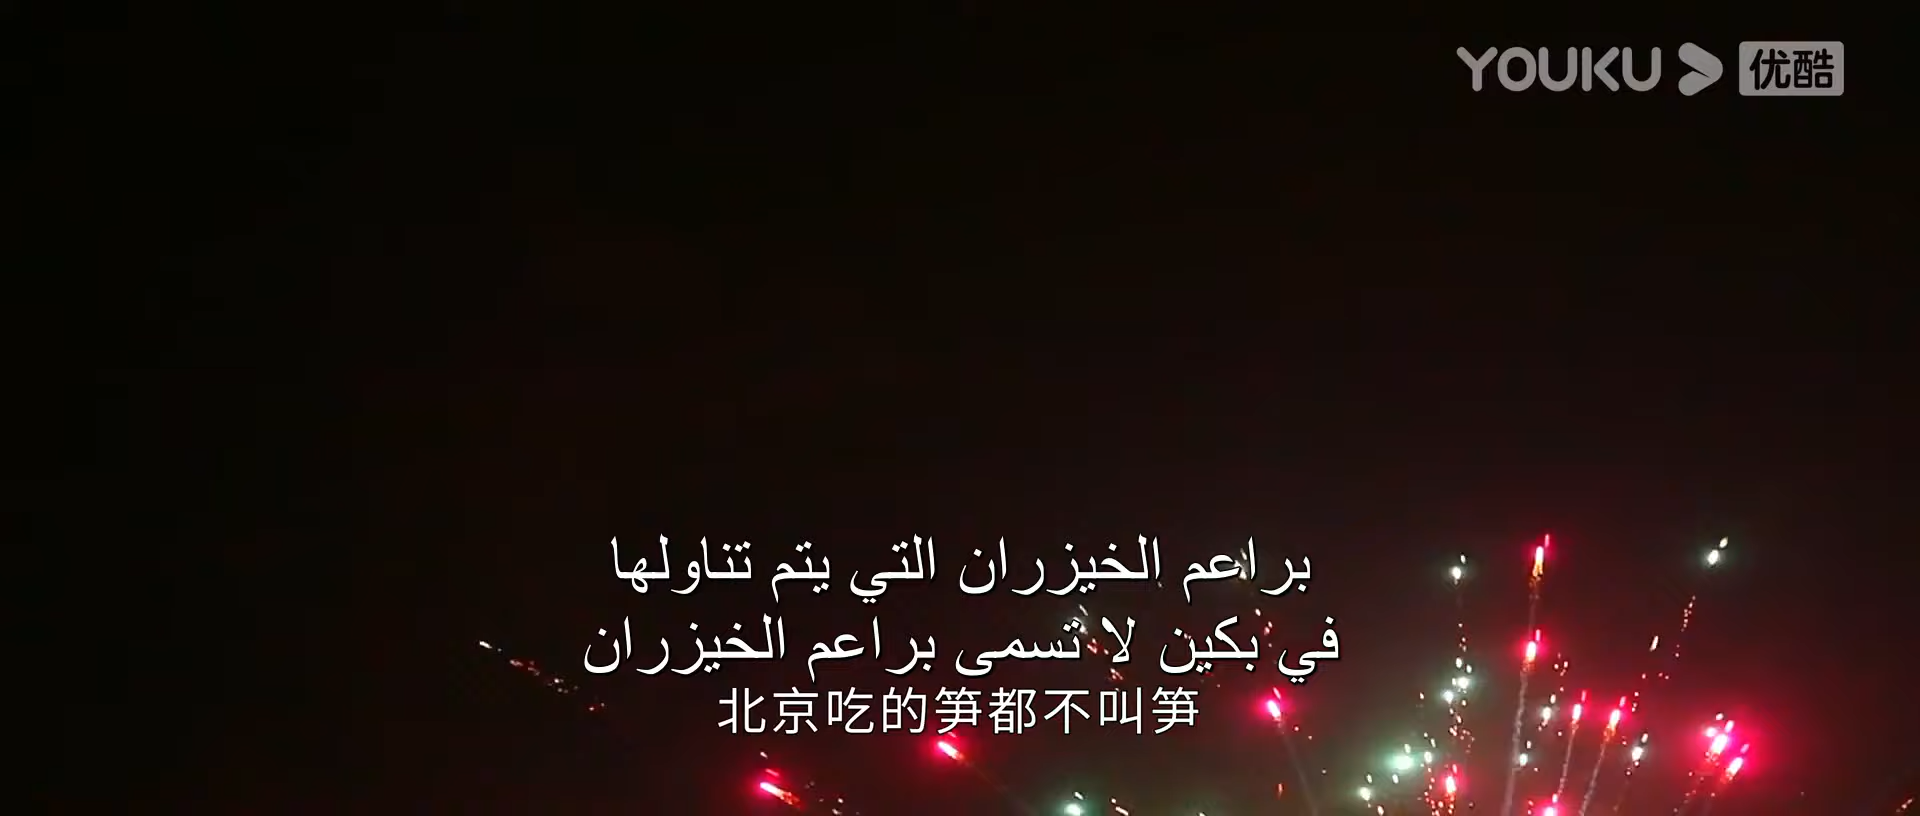 YOUKU 优酷
براعم الخيزران التي يتم تناولها
في بكين لا تسمى براعم الخيزران
北京吃的笋都不叫笋